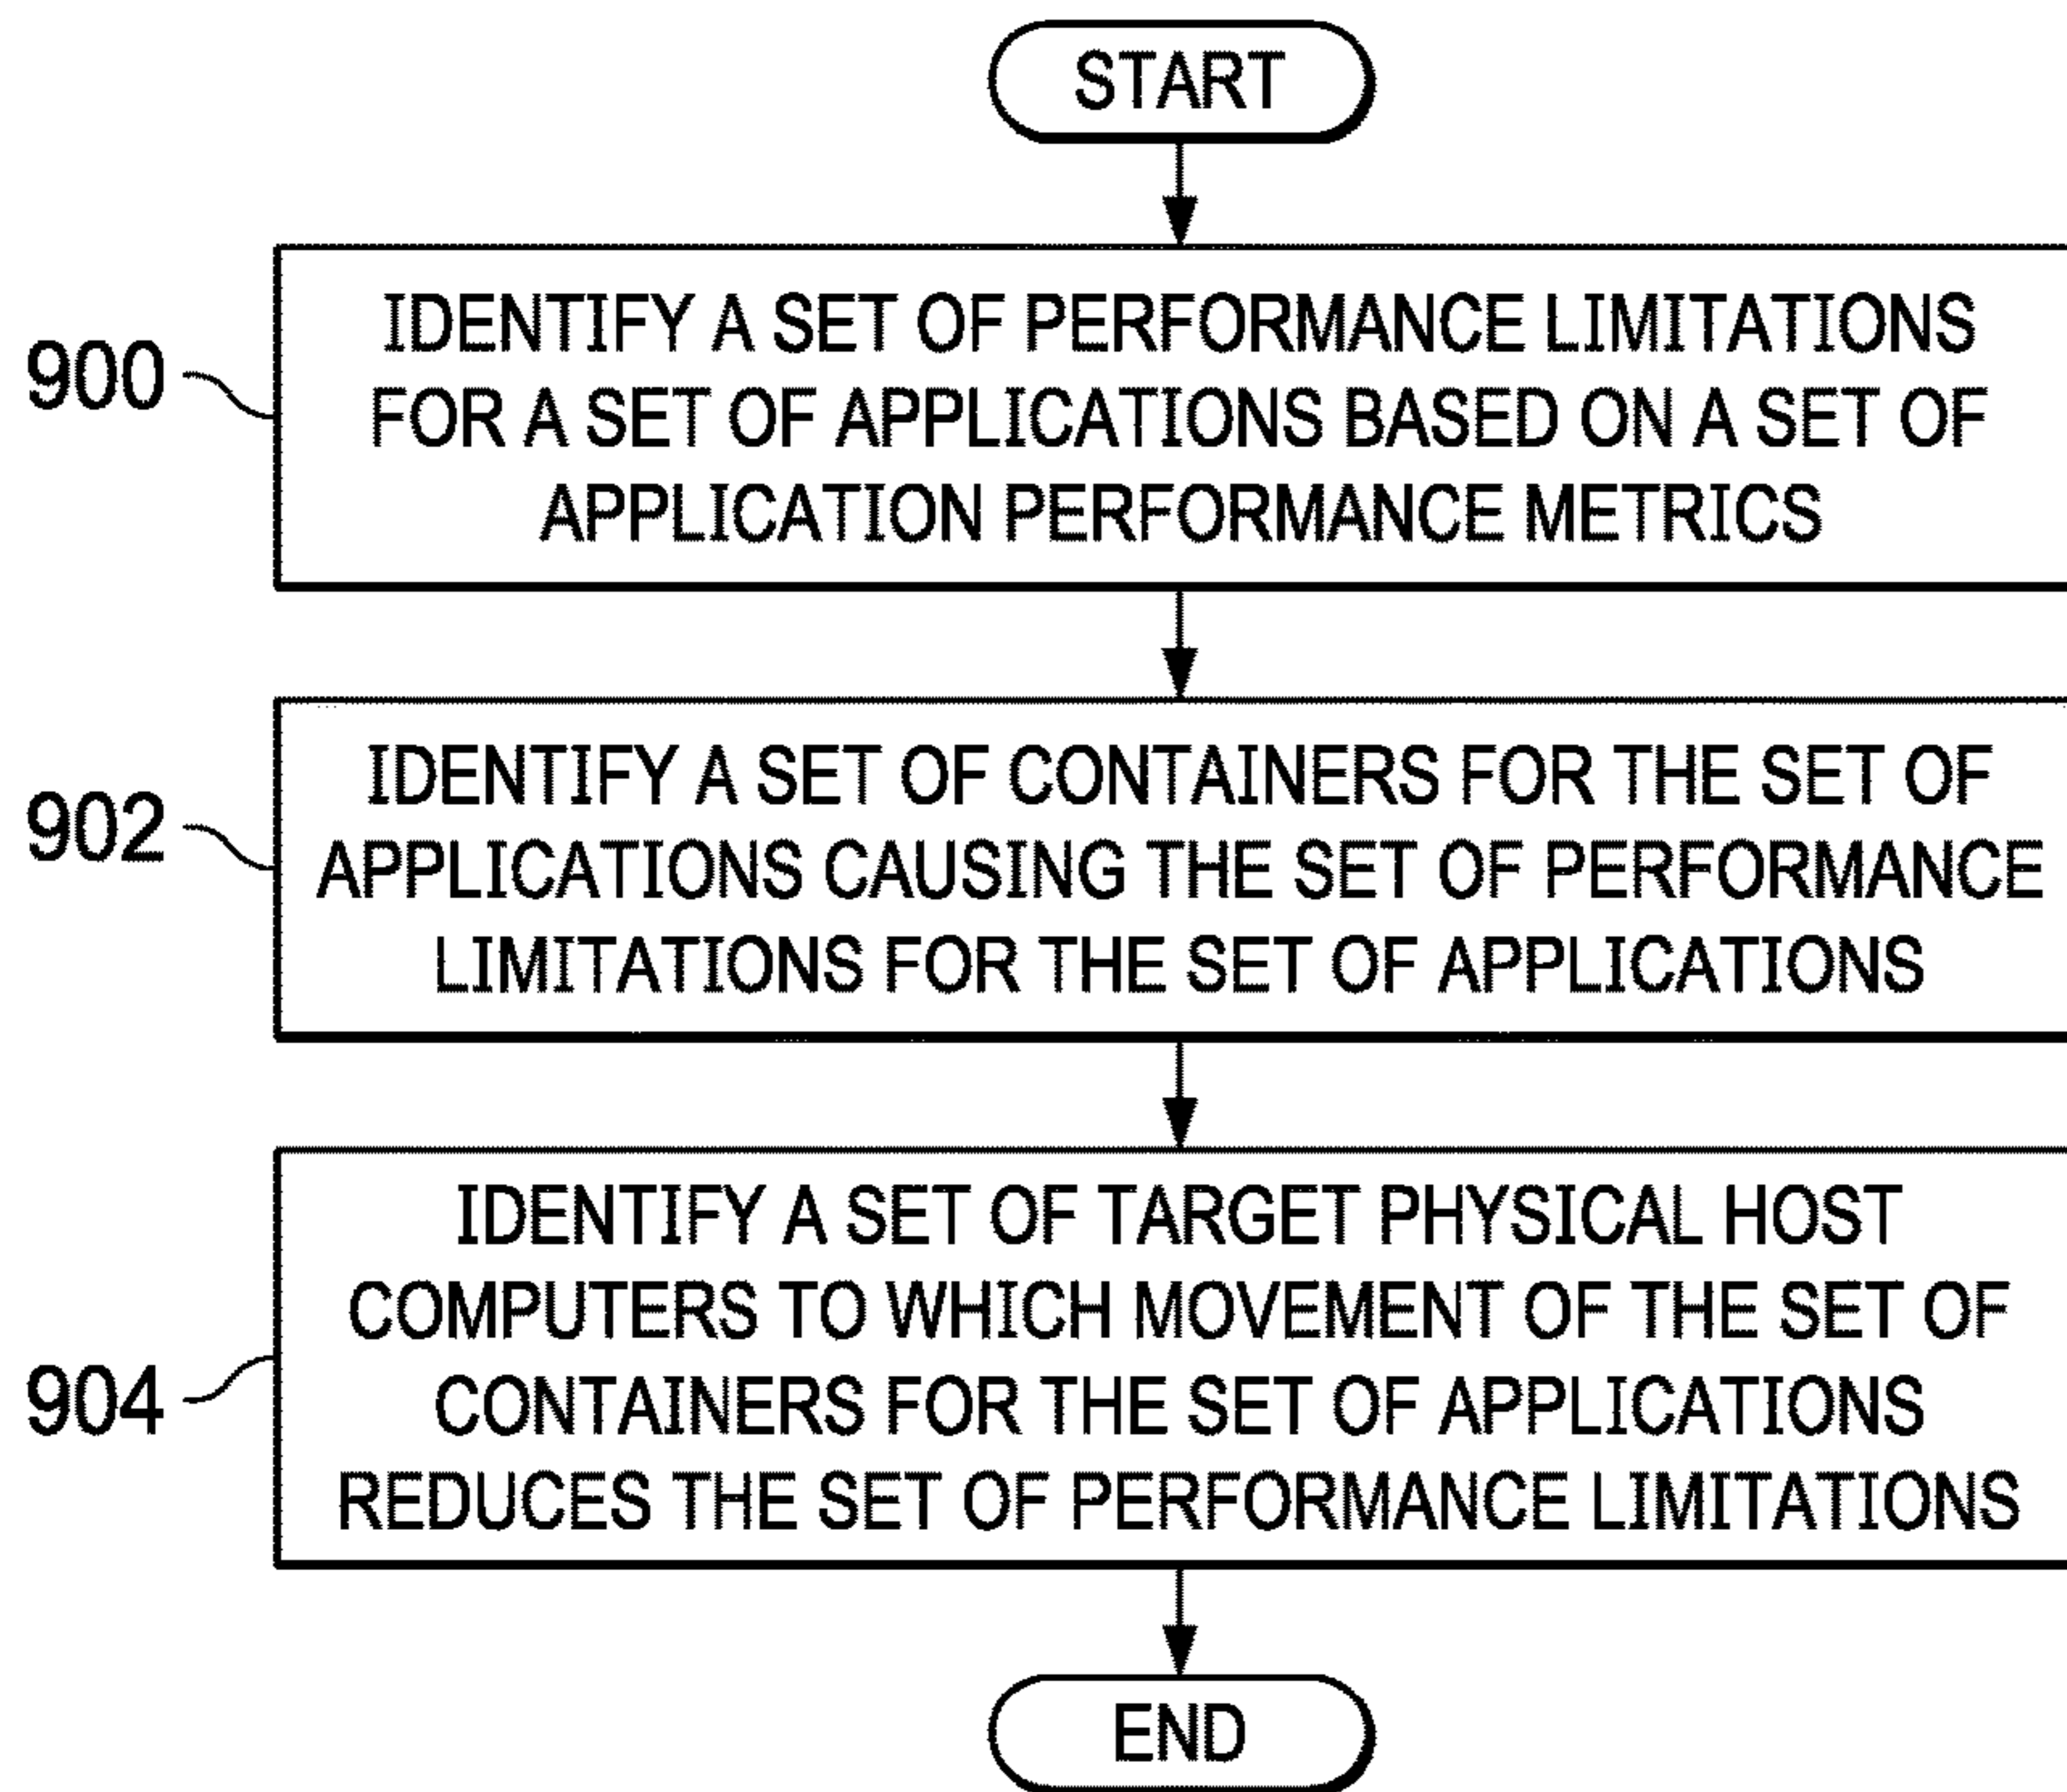 START
900
IDENTIFY A SET OF PERFORMANCE LIMITATIONS
FOR A SET OF APPLICATIONS BASED ON A SET OF
APPLICATION PERFORMANCE METRICS
902
IDENTIFY A SET OF CONTAINERS FOR THE SET OF
APPLICATIONS CAUSING THE SET OF PERFORMANCE
LIMITATIONS FOR THE SET OF APPLICATIONS
904
IDENTIFY A SET OF TARGET PHYSICAL HOST
COMPUTERS TO WHICH MOVEMENT OF THE SET OF
CONTAINERS FOR THE SET OF APPLICATIONS
REDUCES THE SET OF PERFORMANCE LIMITATIONS
END